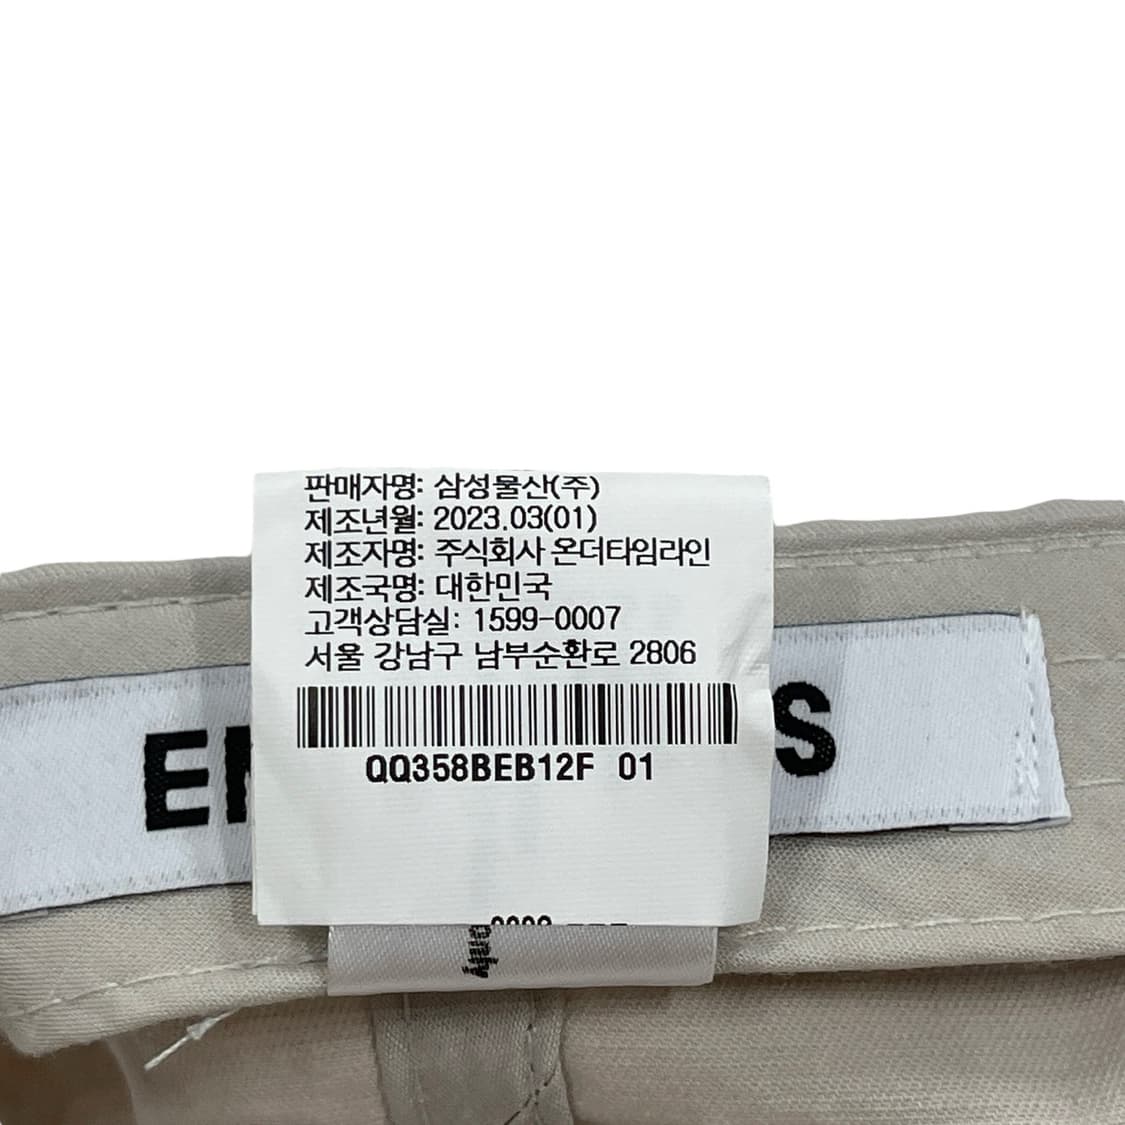 판매자명: 삼성물산(주)
제조년월: 2023.03(01)
제조자명: 주식회사 온더타임라인
제조국명: 대한민국
고객상담실: 1599-0007
서울 강남구 남부순환로 2806
QQ358BEB12F 01